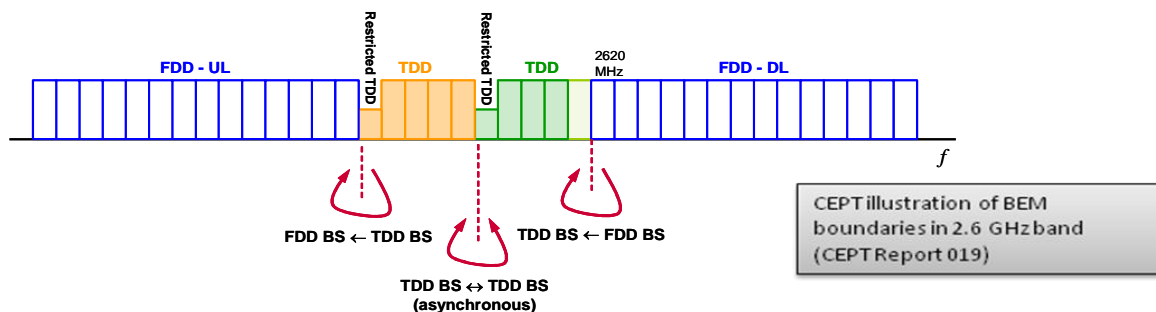 FDD - UL
Restricted TDD
TDD
Restricted TDD
TDD
2620
MHz
FDD - DL
f
FDD BS ← TDD BS
TDD BS ↔ TDD BS
(asynchronous)
TDD BS ← FDD BS
CEPT illustration of BEM
boundaries in 2.6 GHz band
(CEPT Report 019)